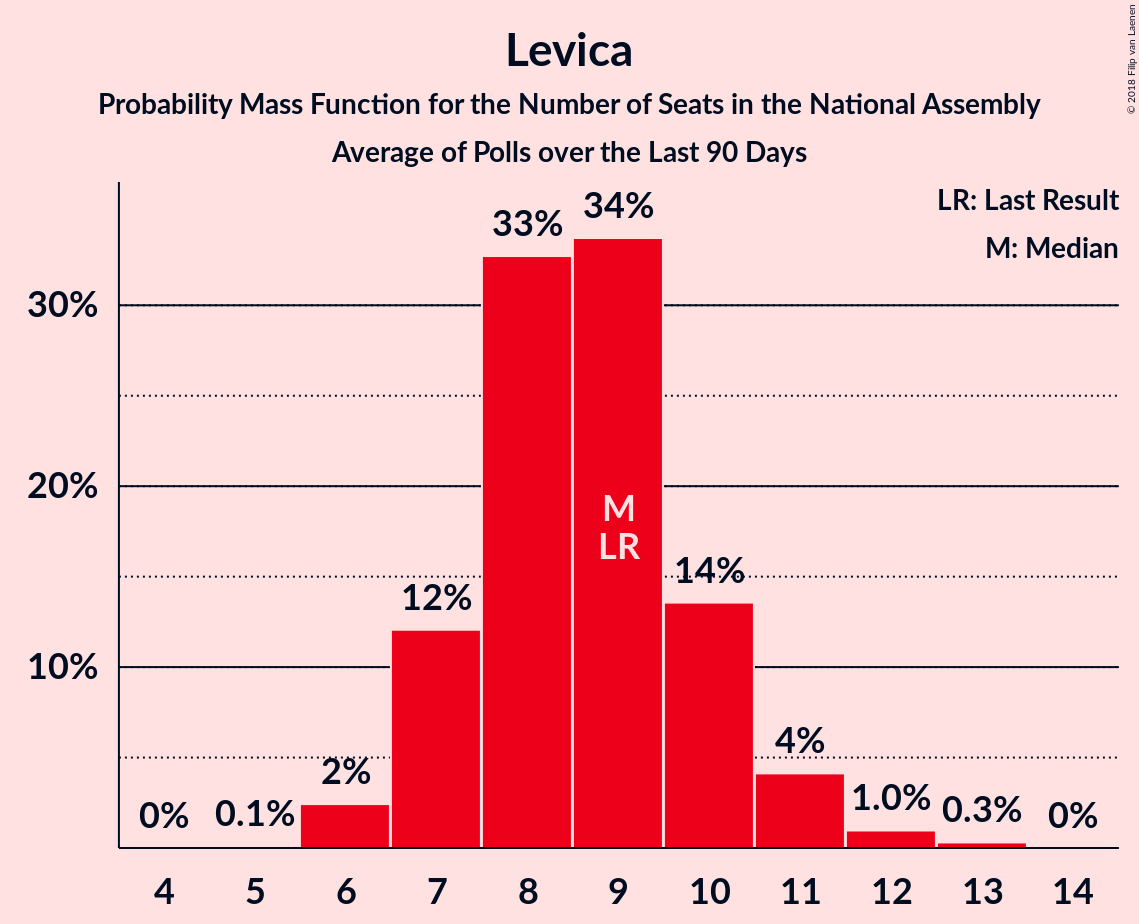 Levica
Probability Mass Function for the Number of Seats in the National Assembly
Average of Polls over the Last 90 Days
© 2018 Filip van Laenen
LR: Last Result
M: Median
30%
20%
10%
0%
0.1%
2%
12%
33%
34%
14%
4%
1.0%
0.3%
0%
M
LR
4 5 6 7 8 9 10 11 12 13 14